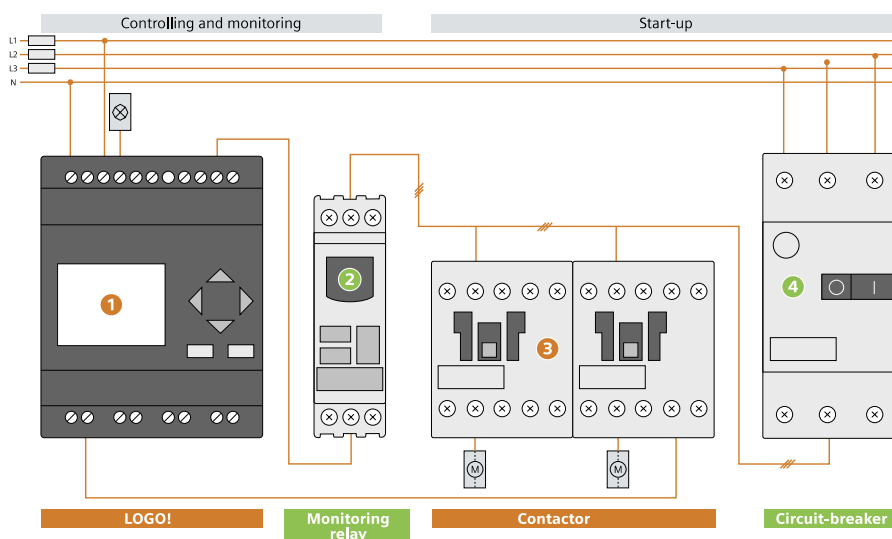 Controlling and monitoring
Start-up
L1
L2
L3
N
1
2
3
4
M
M
LOGO!
Monitoring
relay
Contactor
Circuit-breaker